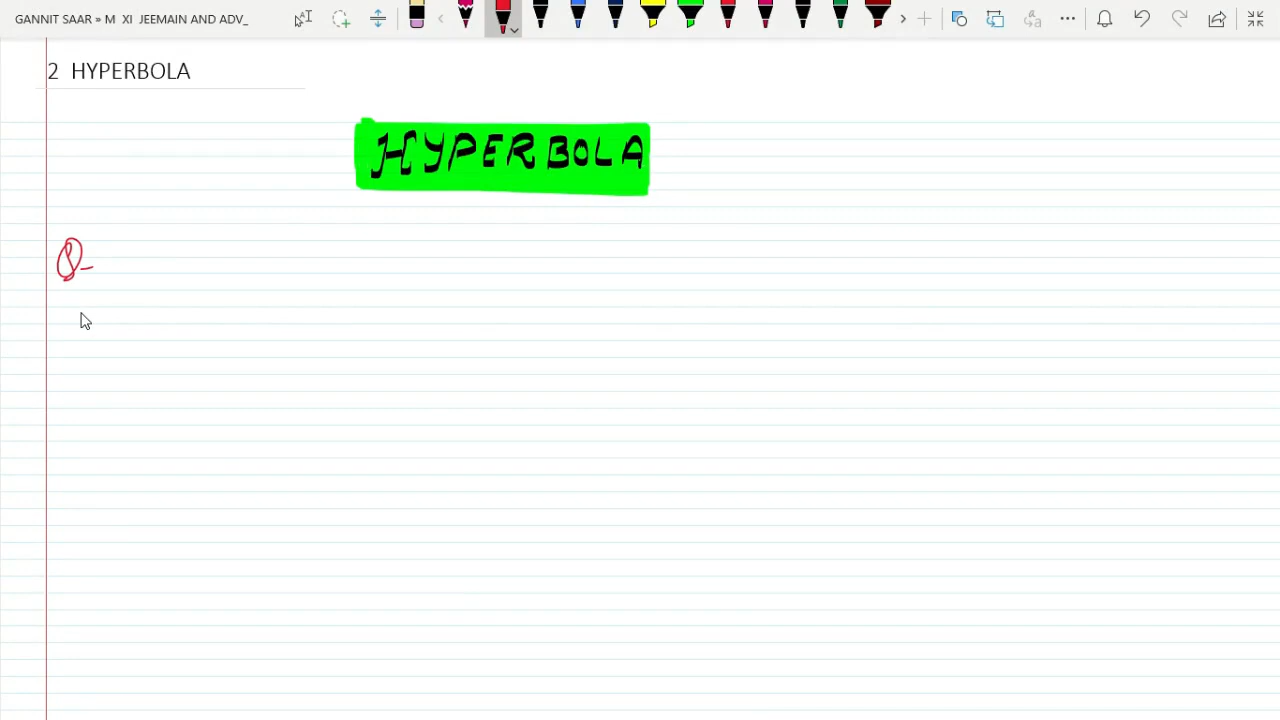 GANNIT SAAR » M XI JEEMAIN AND ADV_
2 HYPERBOLA
HYPERBOLA
Q-